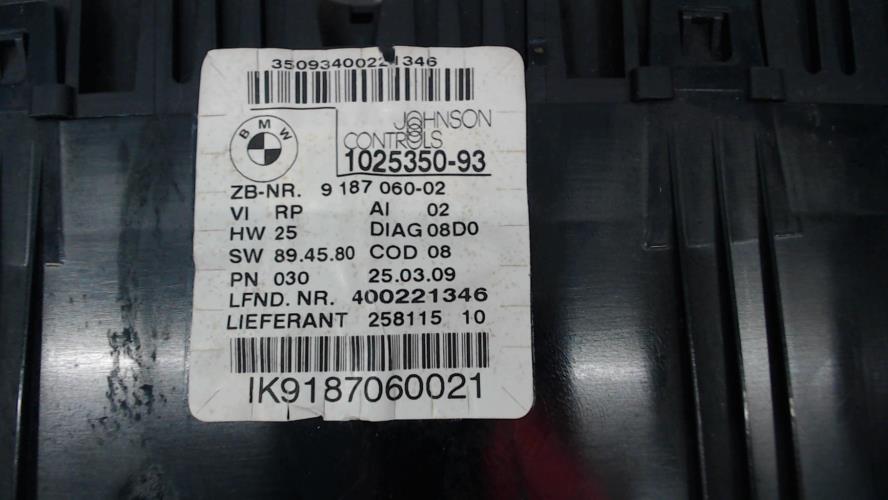 35093400221346
BMW
JOHNSON
CONTROLS
1025350-93
ZB-NR. 9 187 060-02
VI RP AI 02
HW 25 DIAG 08D0
SW 89.45.80 COD 08
PN 030 25.03.09
LFND. NR. 400221346
LIEFERANT 258115 10
IK9187060021